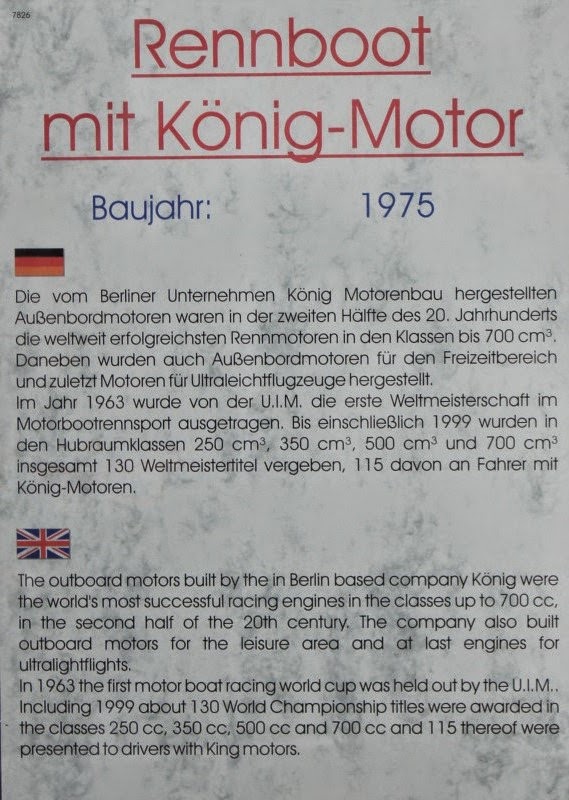 7826
Rennboot
mit König-Motor
Baujahr: 1975
Die vom Berliner Unternehmen König Motorenbau hergestellten
Außenbordmotoren waren in der zweiten Hälfte des 20. Jahrhunderts
die weltweit erfolgreichsten Rennmotoren in den Klassen bis 700 cm³.
Daneben wurden auch Außenbordmotoren für den Freizeitbereich
und zuletzt Motoren für Ultraleichtflugzeuge hergestellt.
Im Jahr 1963 wurde von der U.I.M. die erste Weltmeisterschaft im
Motorbootrennsport ausgetragen. Bis einschließlich 1999 wurden in
den Hubraumklassen 250 cm³, 350 cm³, 500 cm³ und 700 cm³
insgesamt 130 Weltmeistertitel vergeben, 115 davon an Fahrer mit
König-Motoren.
The outboard motors built by the in Berlin based company König were
the world's most successful racing engines in the classes up to 700 cc,
in the second half of the 20th century. The company also built
outboard motors for the leisure area and at last engines for
ultralightflights.
In 1963 the first motor boat racing world cup was held out by the U.I.M..
Including 1999 about 130 World Championship titles were awarded in
the classes 250 cc, 350 cc, 500 cc and 700 cc and 115 thereof were
presented to drivers with King motors.